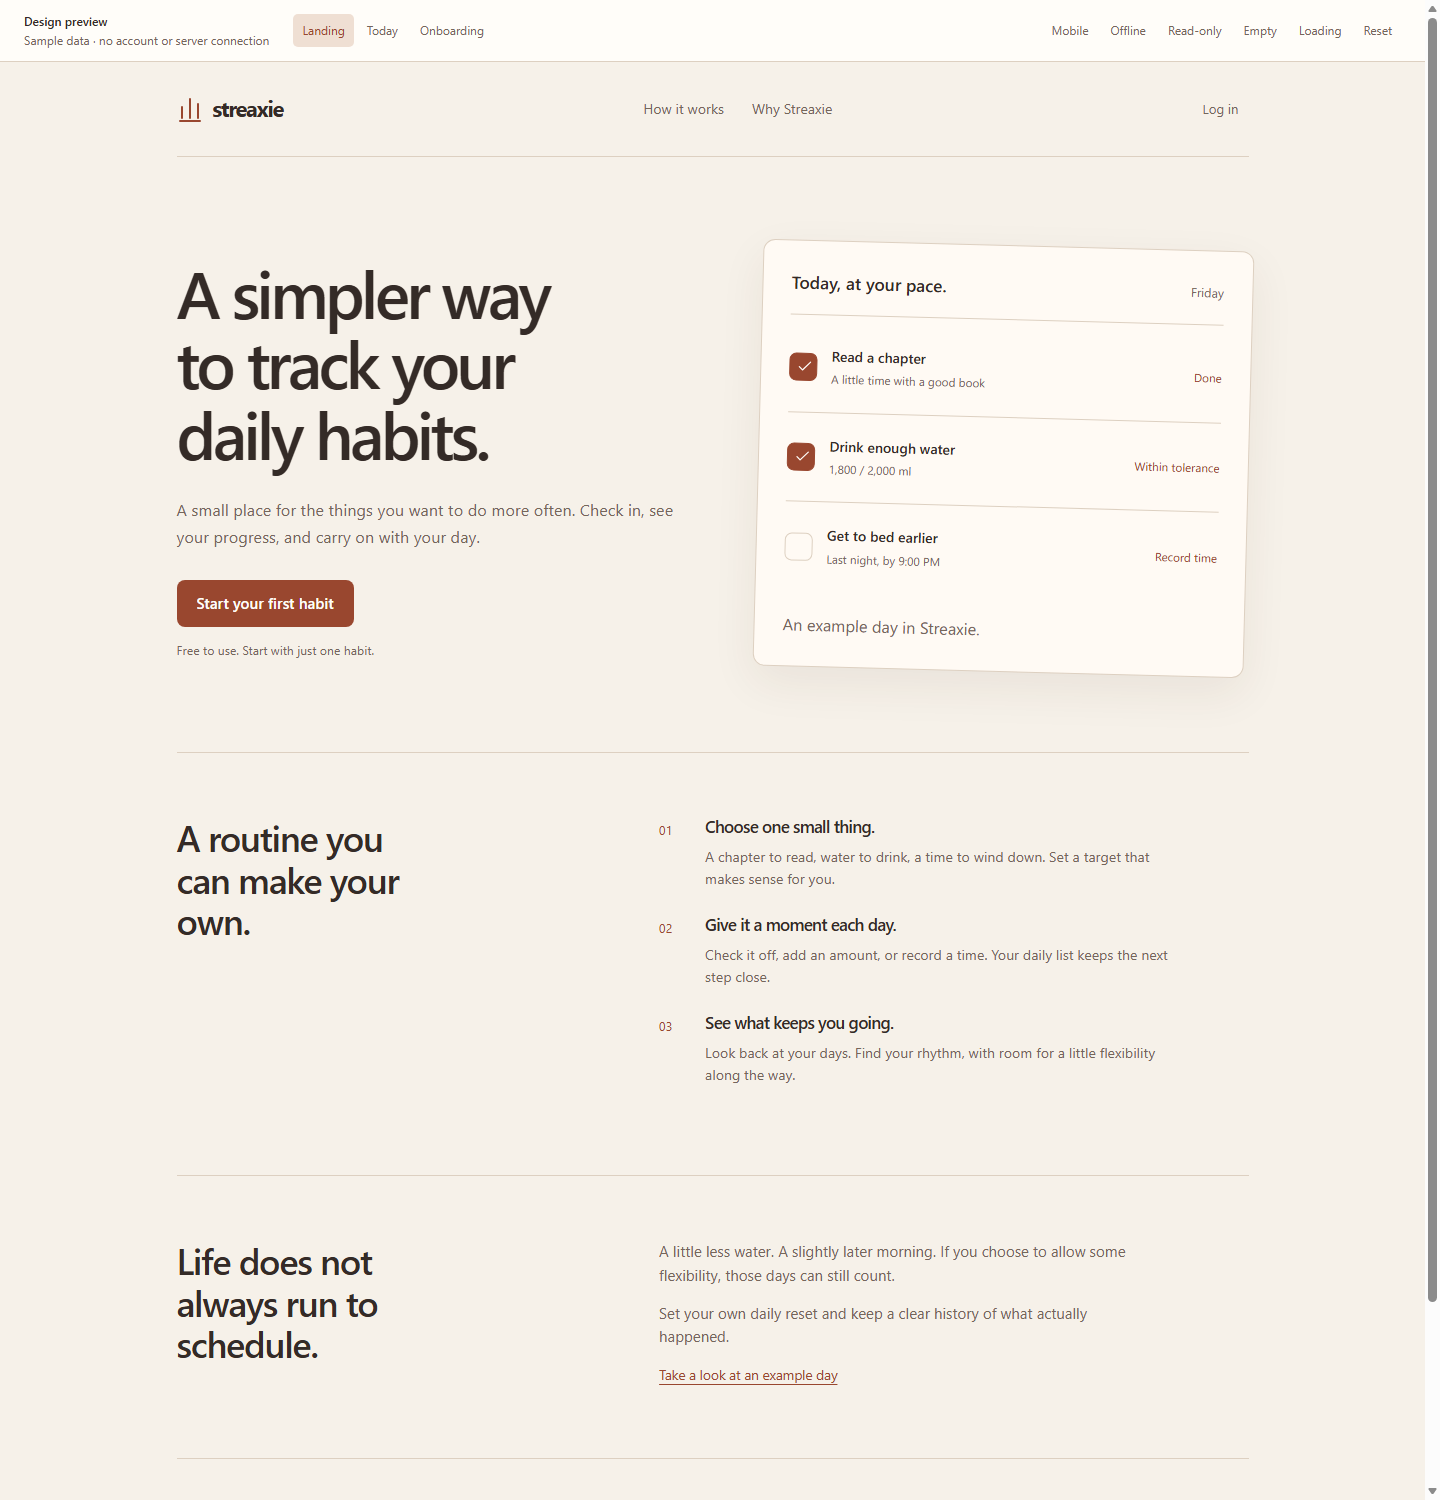 Design preview
Sample data · no account or server connection
Landing
Today
Onboarding
Mobile
Offline
Read-only
Empty
Loading
Reset
streaxie
How it works
Why Streaxie
Log in
A simpler way
to track your
daily habits.
A small place for the things you want to do more often. Check in, see
your progress, and carry on with your day.
Start your first habit
Free to use. Start with just one habit.
Today, at your pace.
Friday
Read a chapter
A little time with a good book
Done
Drink enough water
1,800 / 2,000 ml
Within tolerance
Get to bed earlier
Last night, by 9:00 PM
Record time
An example day in Streaxie.
A routine you
can make your
own.
01
Choose one small thing.
A chapter to read, water to drink, a time to wind down. Set a target that
makes sense for you.
02
Give it a moment each day.
Check it off, add an amount, or record a time. Your daily list keeps the next
step close.
03
See what keeps you going.
Look back at your days. Find your rhythm, with room for a little flexibility
along the way.
Life does not
always run to
schedule.
A little less water. A slightly later morning. If you choose to allow some
flexibility, those days can still count.
Set your own daily reset and keep a clear history of what actually
happened.
Take a look at an example day